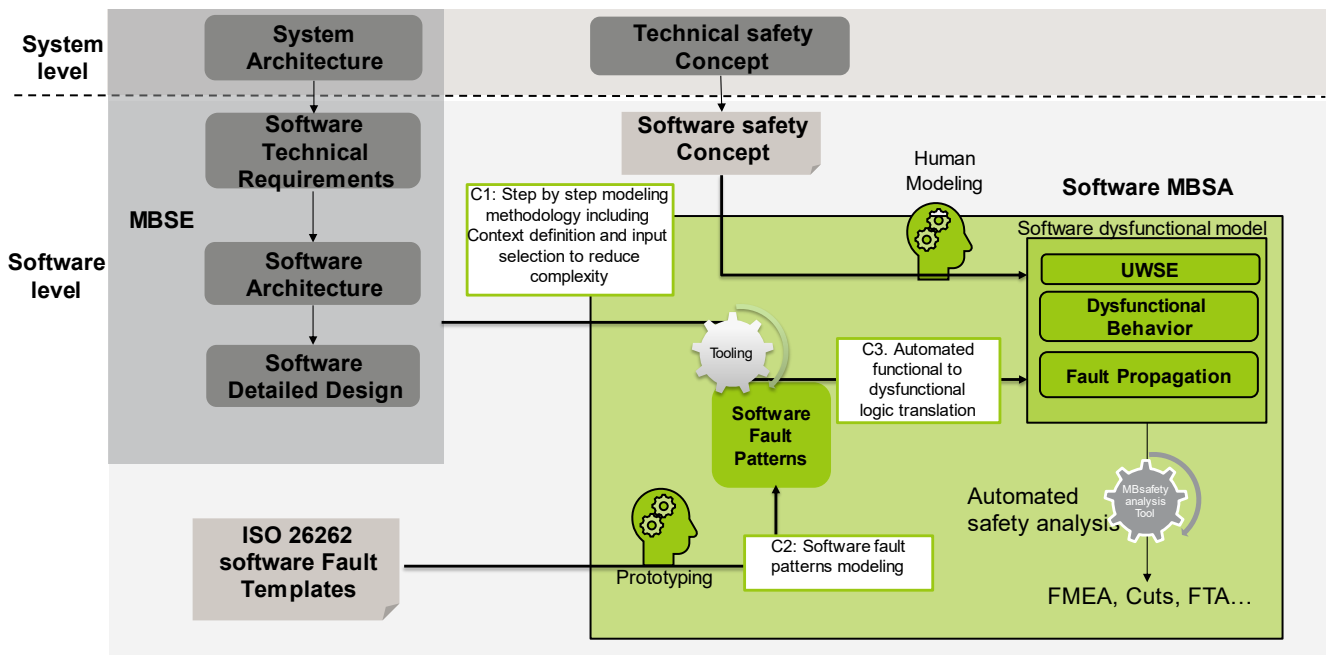 System
level
System
Architecture
Technical safety
Concept
Software
level
MBSE
Software
Technical
Requirements
Software
Architecture
Software
Detailed Design
Software safety
Concept
C1: Step by step modeling
methodology including
Context definition and input
selection to reduce
complexity
Human
Modeling
Software MBSA
Software dysfunctional model
UWSE
Dysfunctional
Behavior
Fault Propagation
Tooling
C3. Automated
functional to
dysfunctional
logic translation
Software
Fault
Patterns
ISO 26262
software Fault
Templates
Prototyping
C2: Software fault
patterns modeling
Automated
safety analysis
MBsafety
analysis
Tool
FMEA, Cuts, FTA…